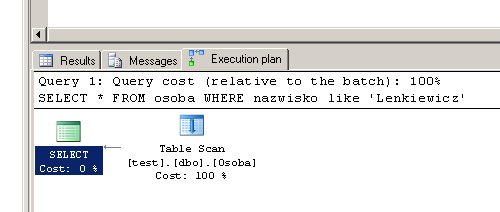 Results Messages Execution plan
Query 1: Query cost (relative to the batch): 100%
SELECT * FROM osoba WHERE nazwisko like 'Lenkiewicz'
SELECT
Cost: 0 %
Table Scan
[test].[dbo].[Osoba]
Cost: 100 %